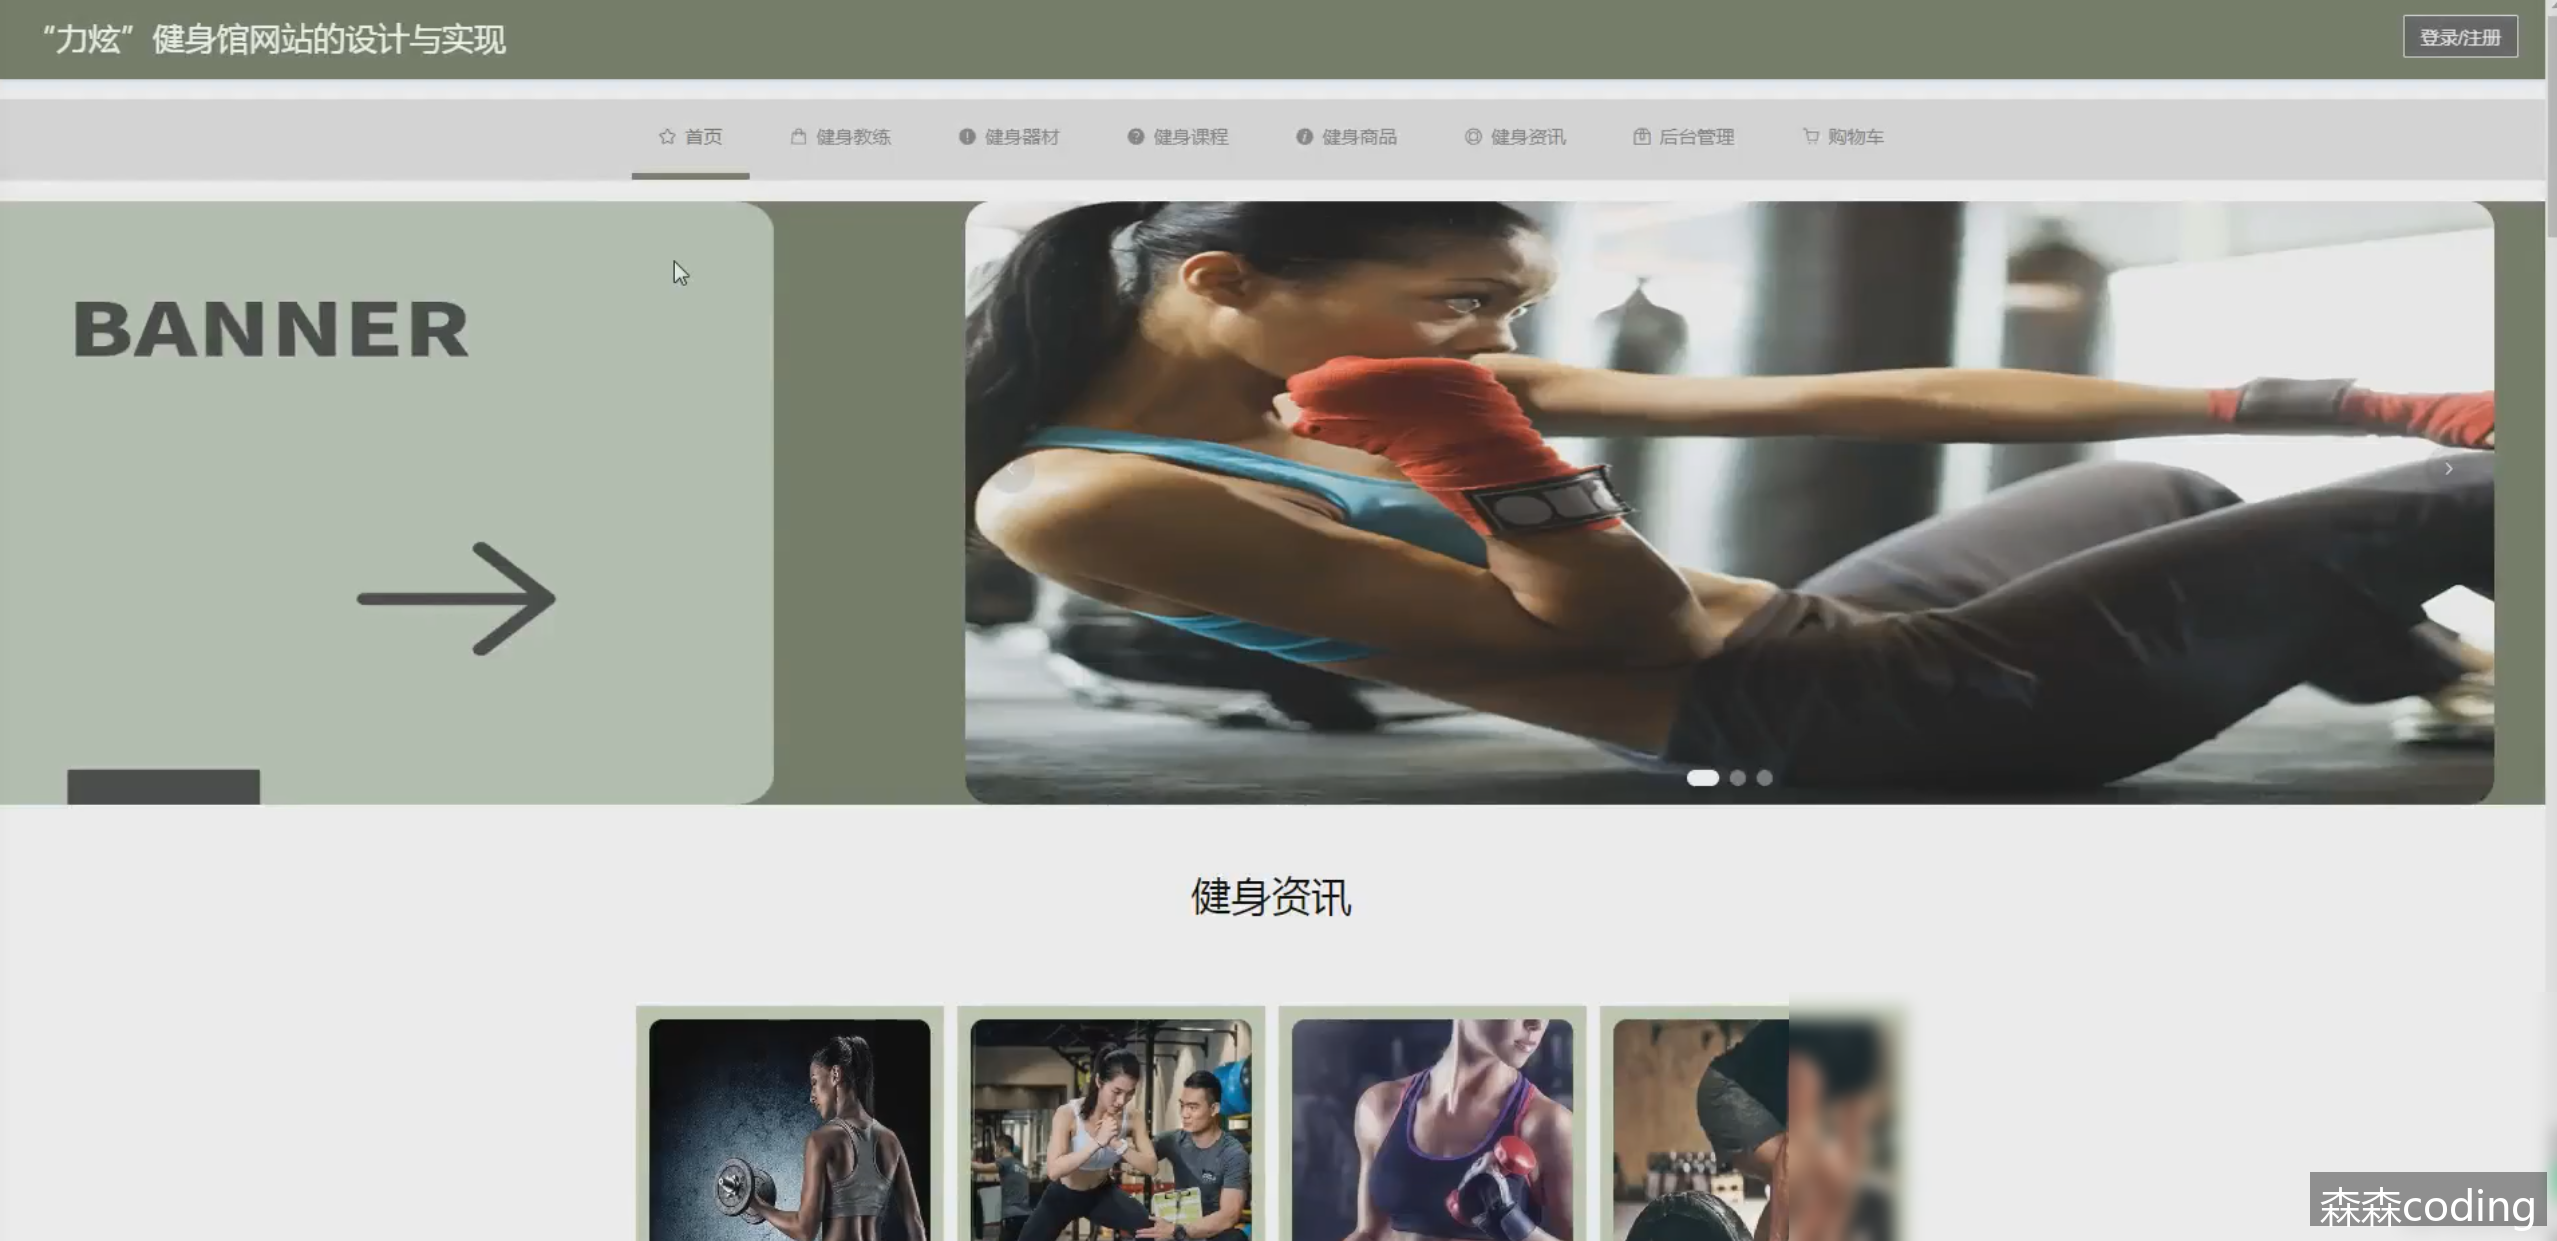 “力炫”健身馆网站的设计与实现
登录/注册
首页
健身教练
健身器材
健身课程
健身商品
健身资讯
后台管理
购物车
BANNER
健身资讯
森森coding